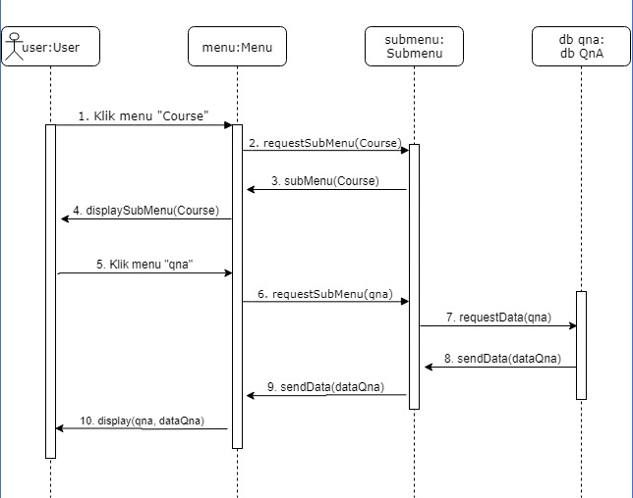 user:User
menu:Menu
submenu:
Submenu
db qna:
db QnA
1. Klik menu "Course"
2. requestSubMenu(Course)
3. subMenu(Course)
4. displaySubMenu(Course)
5. Klik menu "qna"
6. requestSubMenu(qna)
7. requestData(qna)
8. sendData(dataQna)
9. sendData(dataQna)
10. display(qna, dataQna)